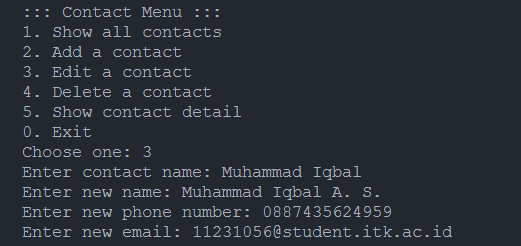 ::: Contact Menu :::
1. Show all contacts
2. Add a contact
3. Edit a contact
4. Delete a contact
5. Show contact detail
0. Exit
Choose one: 3
Enter contact name: Muhammad Iqbal
Enter new name: Muhammad Iqbal A. S.
Enter new phone number: 0887435624959
Enter new email: 11231056@student.itk.ac.id